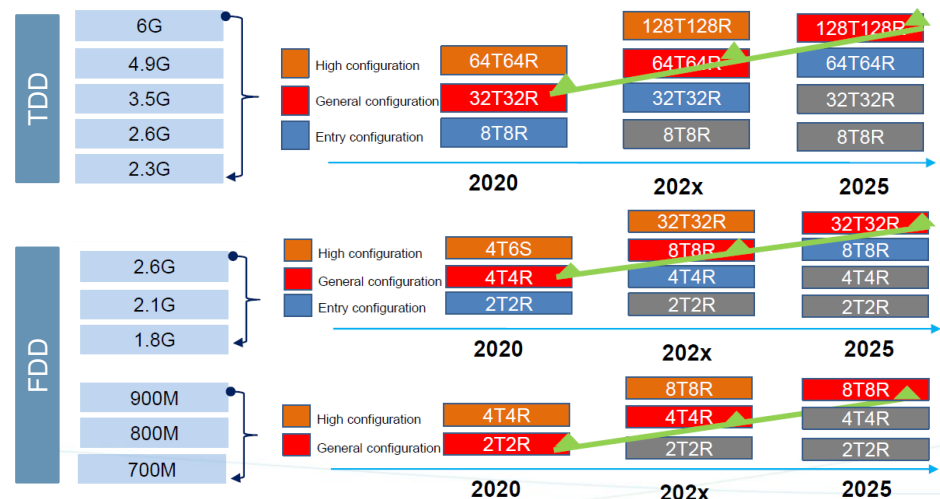 TDD
6G
4.9G
3.5G
2.6G
2.3G
High configuration
General configuration
Entry configuration
64T64R
32T32R
8T8R
128T128R
64T64R
32T32R
8T8R
128T128R
64T64R
32T32R
8T8R
2020
202x
2025
FDD
2.6G
2.1G
1.8G
High configuration
General configuration
Entry configuration
4T6S
4T4R
2T2R
32T32R
8T8R
4T4R
2T2R
32T32R
8T8R
4T4R
2T2R
2020
202x
2025
900M
800M
700M
High configuration
General configuration
4T4R
2T2R
8T8R
4T4R
2T2R
8T8R
4T4R
2T2R
2020
202x
2025